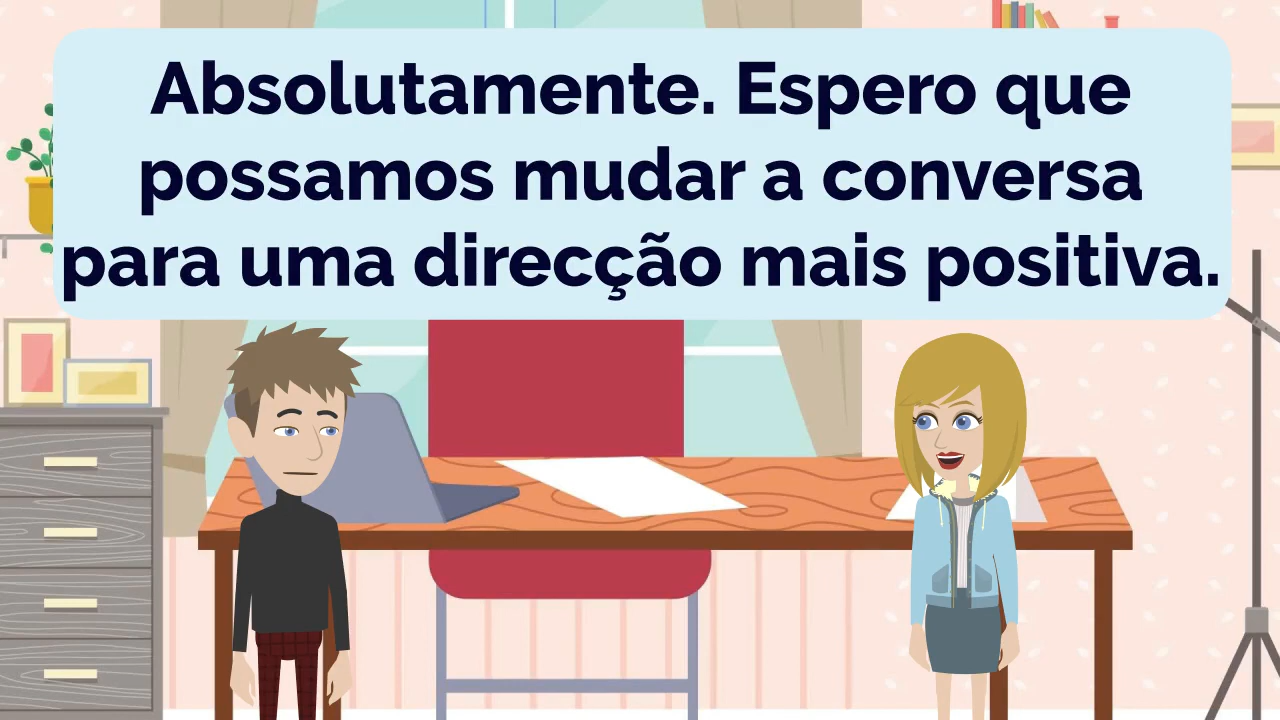 Absolutamente. Espero que
possamos mudar a conversa
para uma direcção mais positiva.